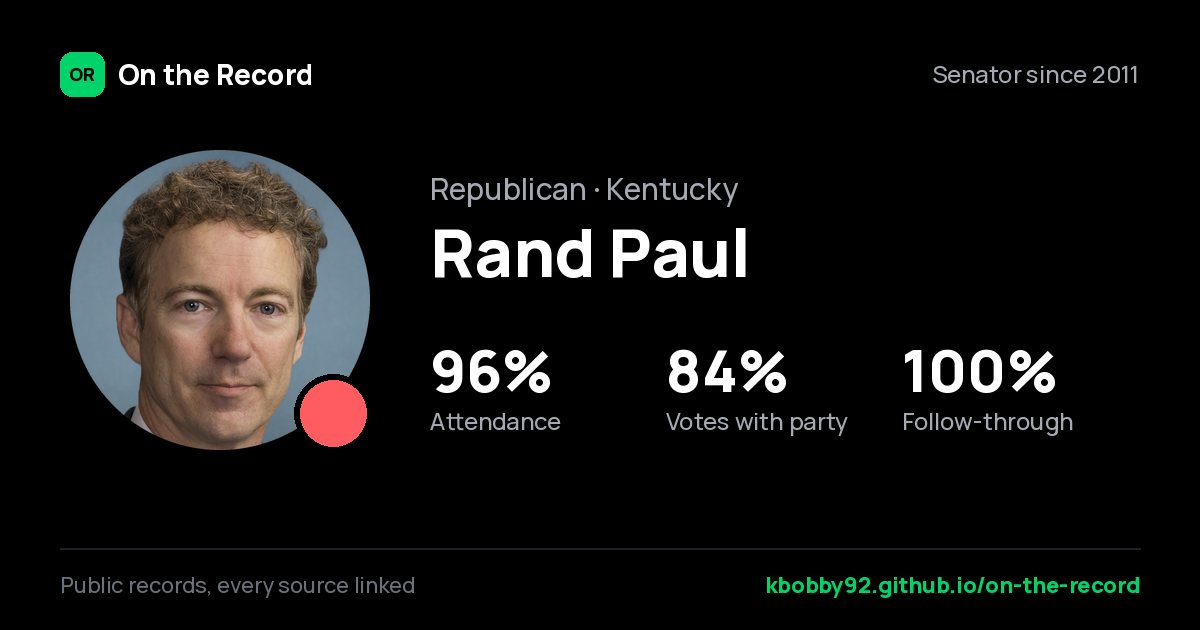 OR On the Record
Senator since 2011
Republican · Kentucky
Rand Paul
96% 84% 100%
Attendance Votes with party Follow-through
Public records, every source linked
kbobby92.github.io/on-the-record